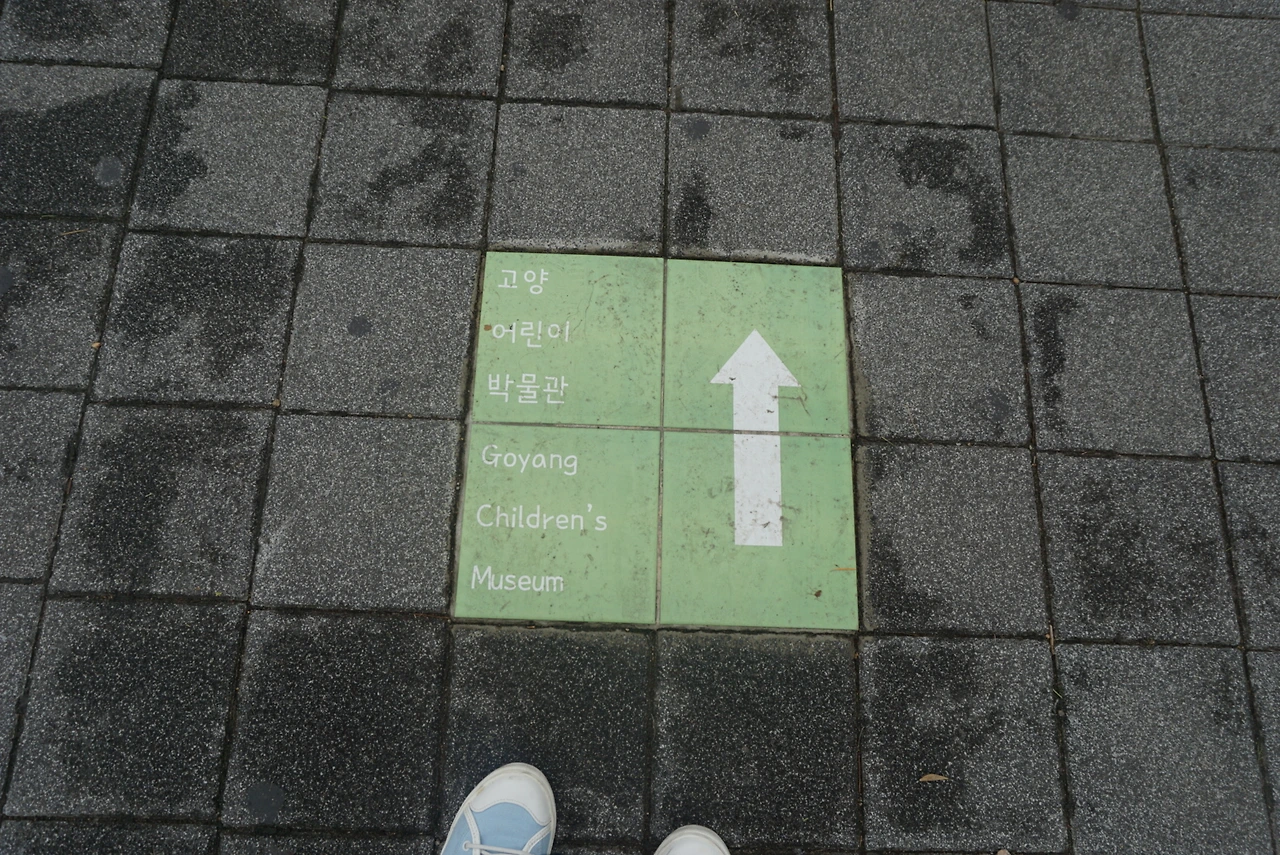 고양
어린이
박물관
Goyang
Children's
Museum